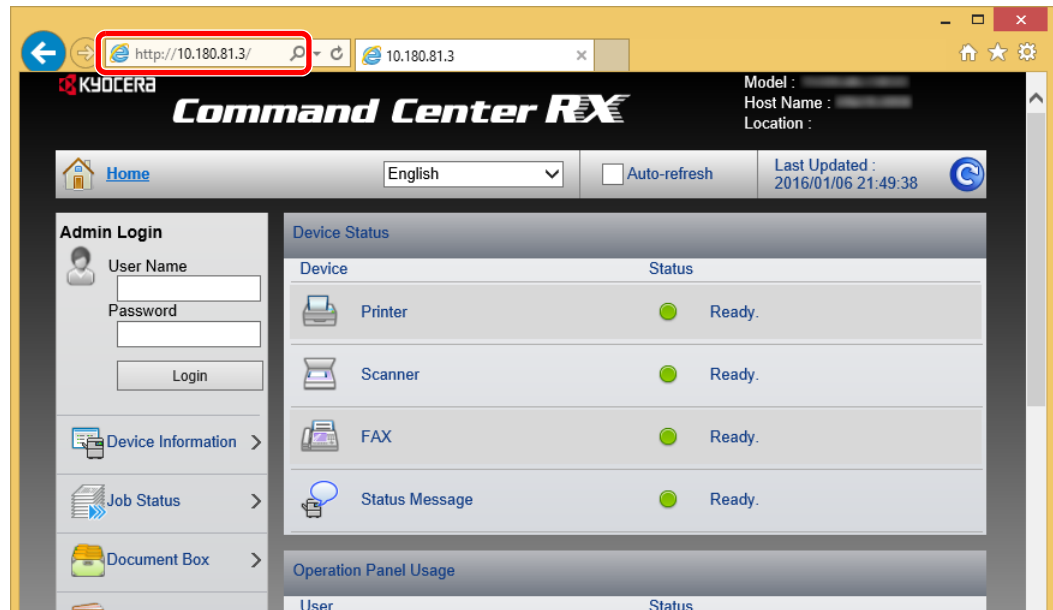 http://10.180.81.3/
10.180.81.3
KYOCERA
Command Center RX
Model :
Host Name :
Location :
Home
English
Auto-refresh
Last Updated :
2016/01/06 21:49:38
Admin Login
User Name
Password
Login
Device Information
Job Status
Document Box
Device Status
Device Status
Printer Ready.
Scanner Ready.
FAX Ready.
Status Message Ready.
Operation Panel Usage
User Status